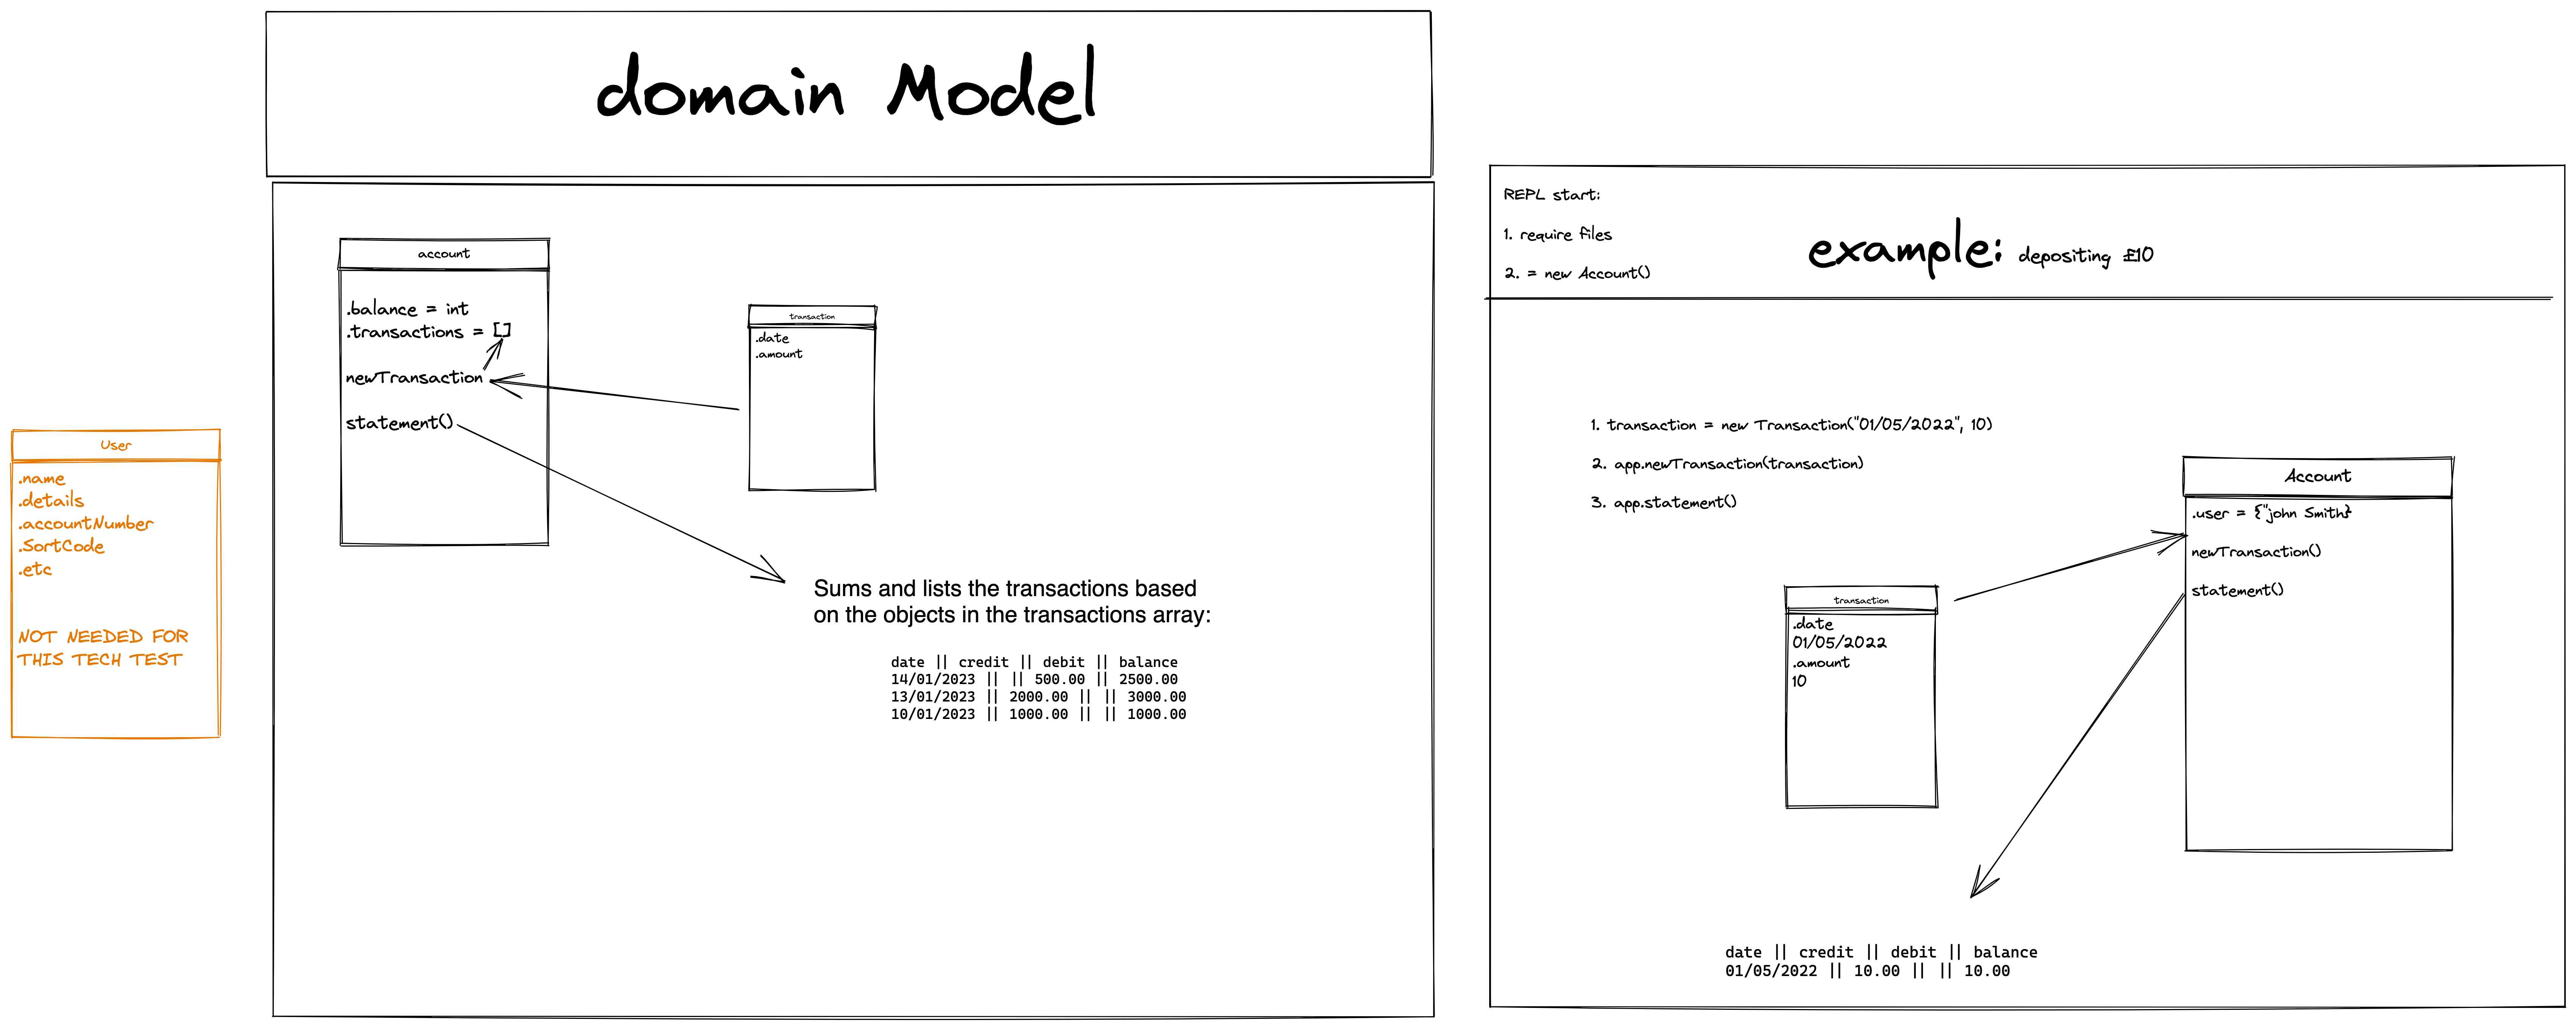 domain Model
account
.balance = int
.transactions = []
newTransaction
statement()
transaction
.date
.amount
Sums and lists the transactions based
on the objects in the transactions array:
date || credit || debit || balance
14/01/2023 || || 500.00 || 2500.00
13/01/2023 || 2000.00 || || 3000.00
10/01/2023 || 1000.00 || || 1000.00
User
.name
.details
.accountNumber
.SortCode
.etc
NOT NEEDED FOR
THIS TECH TEST
REPL start:
1. require files
2. = new Account()
example: depositing £10
1. transaction = new Transaction("01/05/2022", 10)
2. app.newTransaction(transaction)
3. app.statement()
Account
.user = {"john Smith}
newTransaction()
statement()
transaction
.date
01/05/2022
.amount
10
date || credit || debit || balance
01/05/2022 || 10.00 || || 10.00